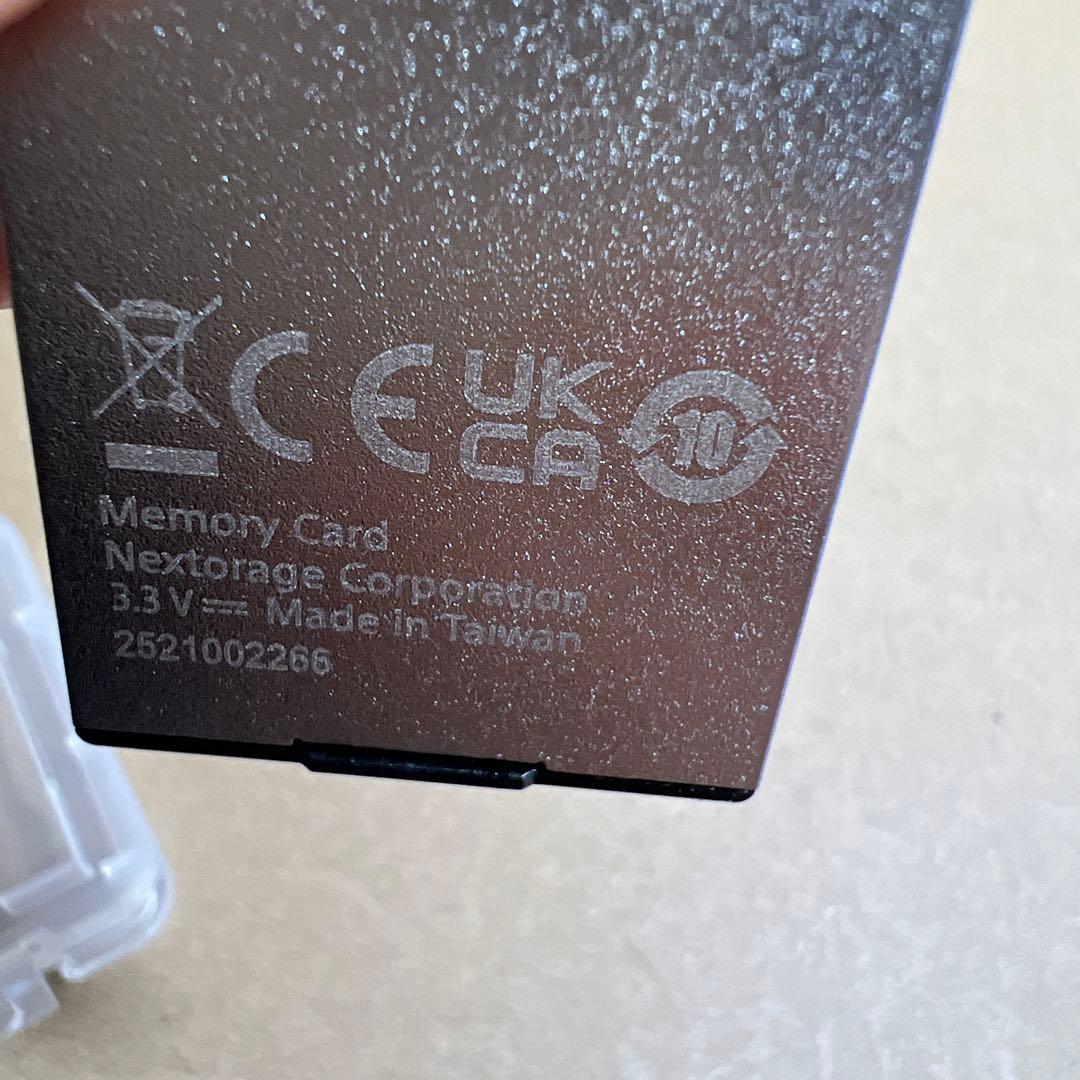 CE UK CA 10
Memory Card
Nextorage Corporation
3.3 V Made in Taiwan
2521002266